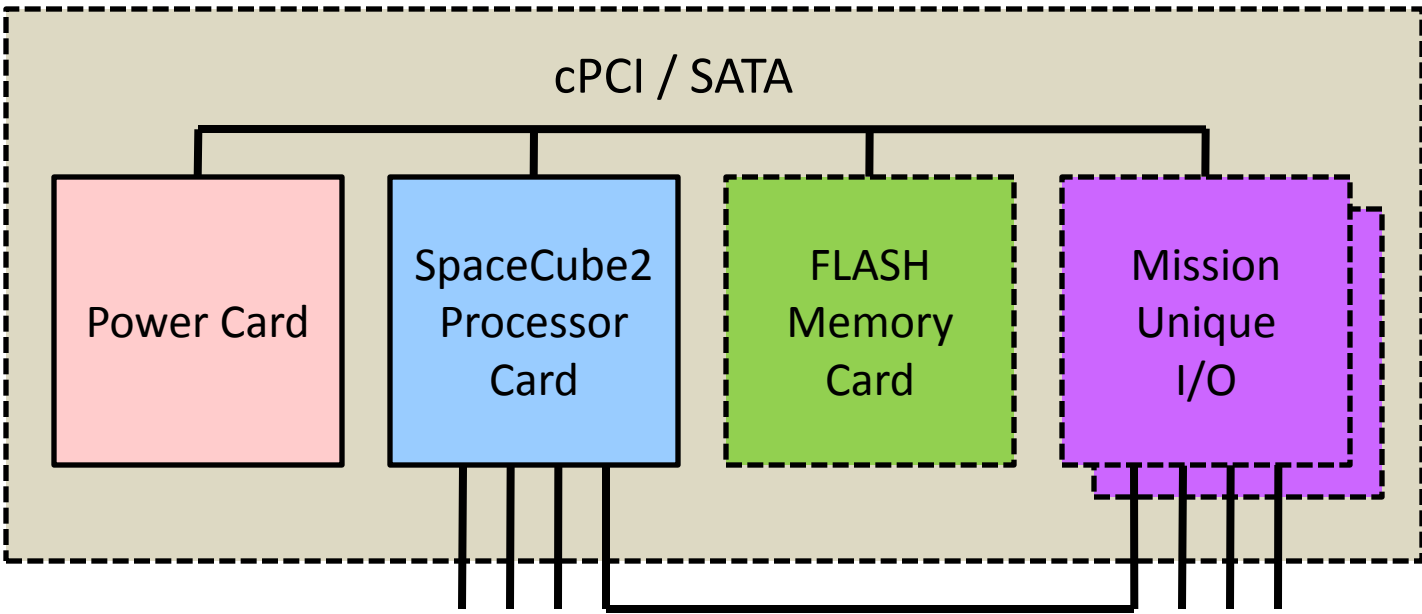 cPCI / SATA
Power Card
SpaceCube2
Processor
Card
FLASH
Memory
Card
Mission
Unique
I/O